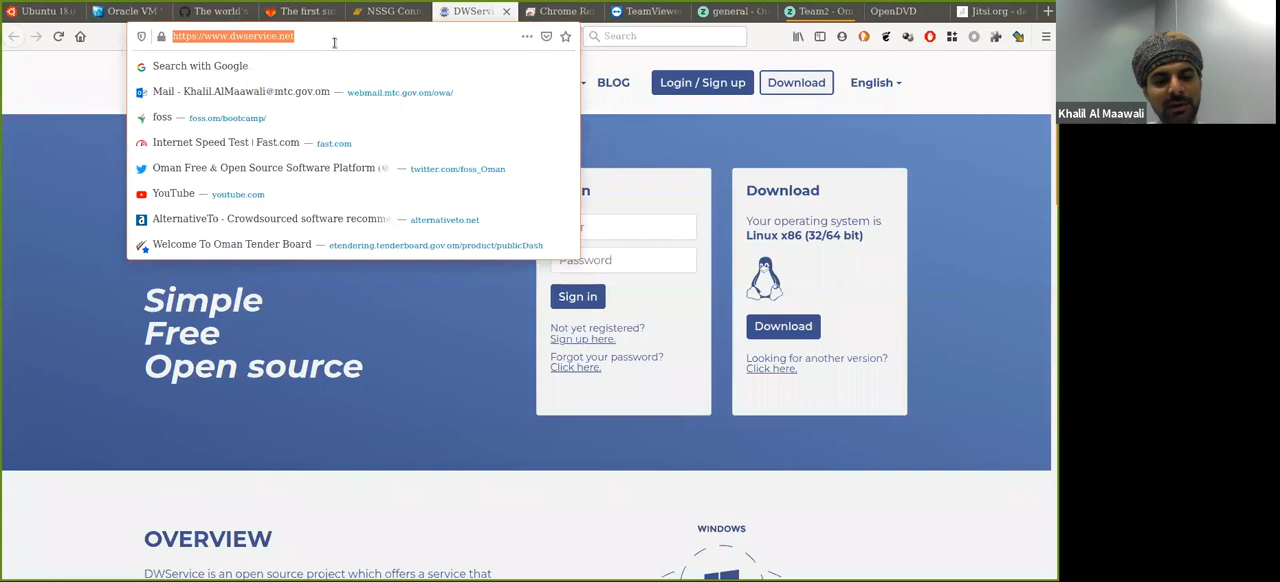 Ubuntu 18.0
Oracle VM
The world's
The first su
NSSG Conn
DWServi
Chrome Re
TeamViewe
general - O
Team2 - Om
OpenDVD
Jitsi.org - de
https://www.dwservice.net
Search
Search with Google
Mail - Khalil.AlMaawali@mtc.gov.om — webmail.mtc.gov.om/owa/
foss — foss.om/bootcamp/
Internet Speed Test | Fast.com — fast.com
Oman Free & Open Source Software Platform (@ — twitter.com/foss_Oman
YouTube — youtube.com
AlternativeTo - Crowdsourced software recomme — alternativeto.net
Welcome To Oman Tender Board — etendering.tenderboard.gov.om/product/publicDash
BLOG
Login / Sign up
Download
English
Khalil Al Maawali
Simple
Free
Open source
n
r
Password
Sign in
Not yet registered?
Sign up here.
Forgot your password?
Click here.
Download
Your operating system is
Linux x86 (32/64 bit)
Download
Looking for another version?
Click here.
OVERVIEW
DWService is an open source project which offers a service that
WINDOWS